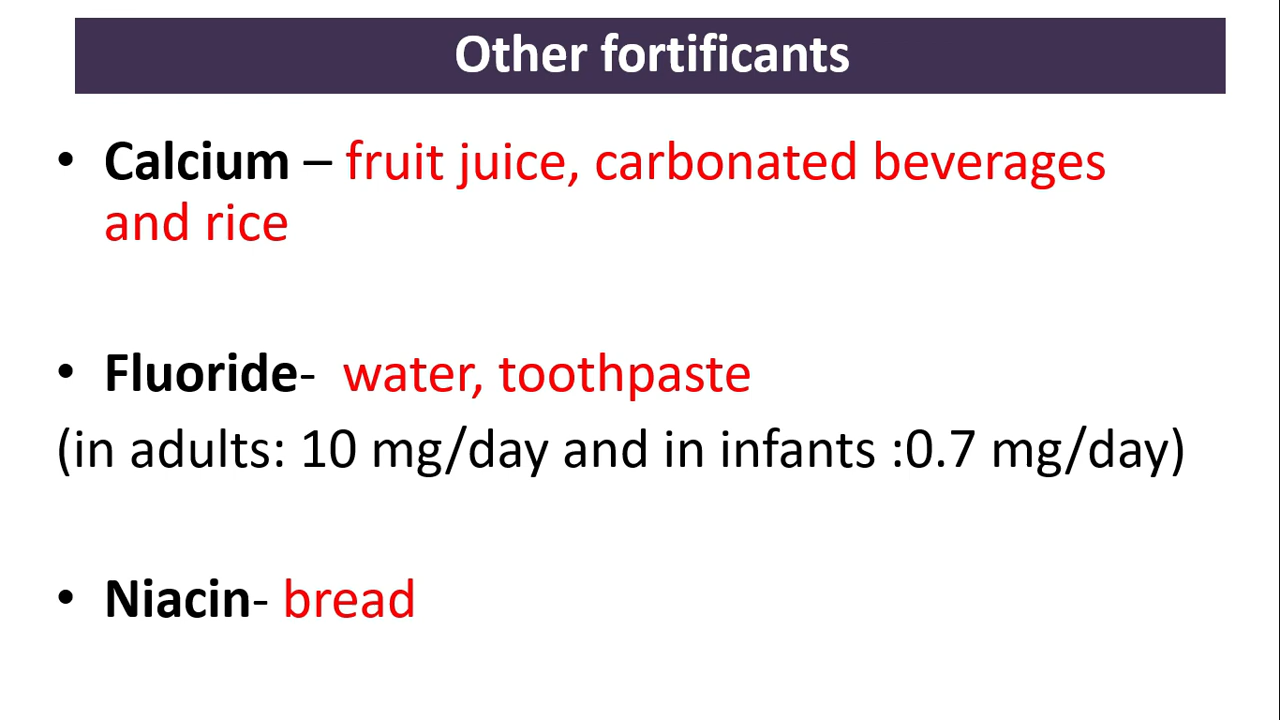 Other fortificants
• Calcium – fruit juice, carbonated beverages
and rice
• Fluoride- water, toothpaste
(in adults: 10 mg/day and in infants :0.7 mg/day)
• Niacin- bread